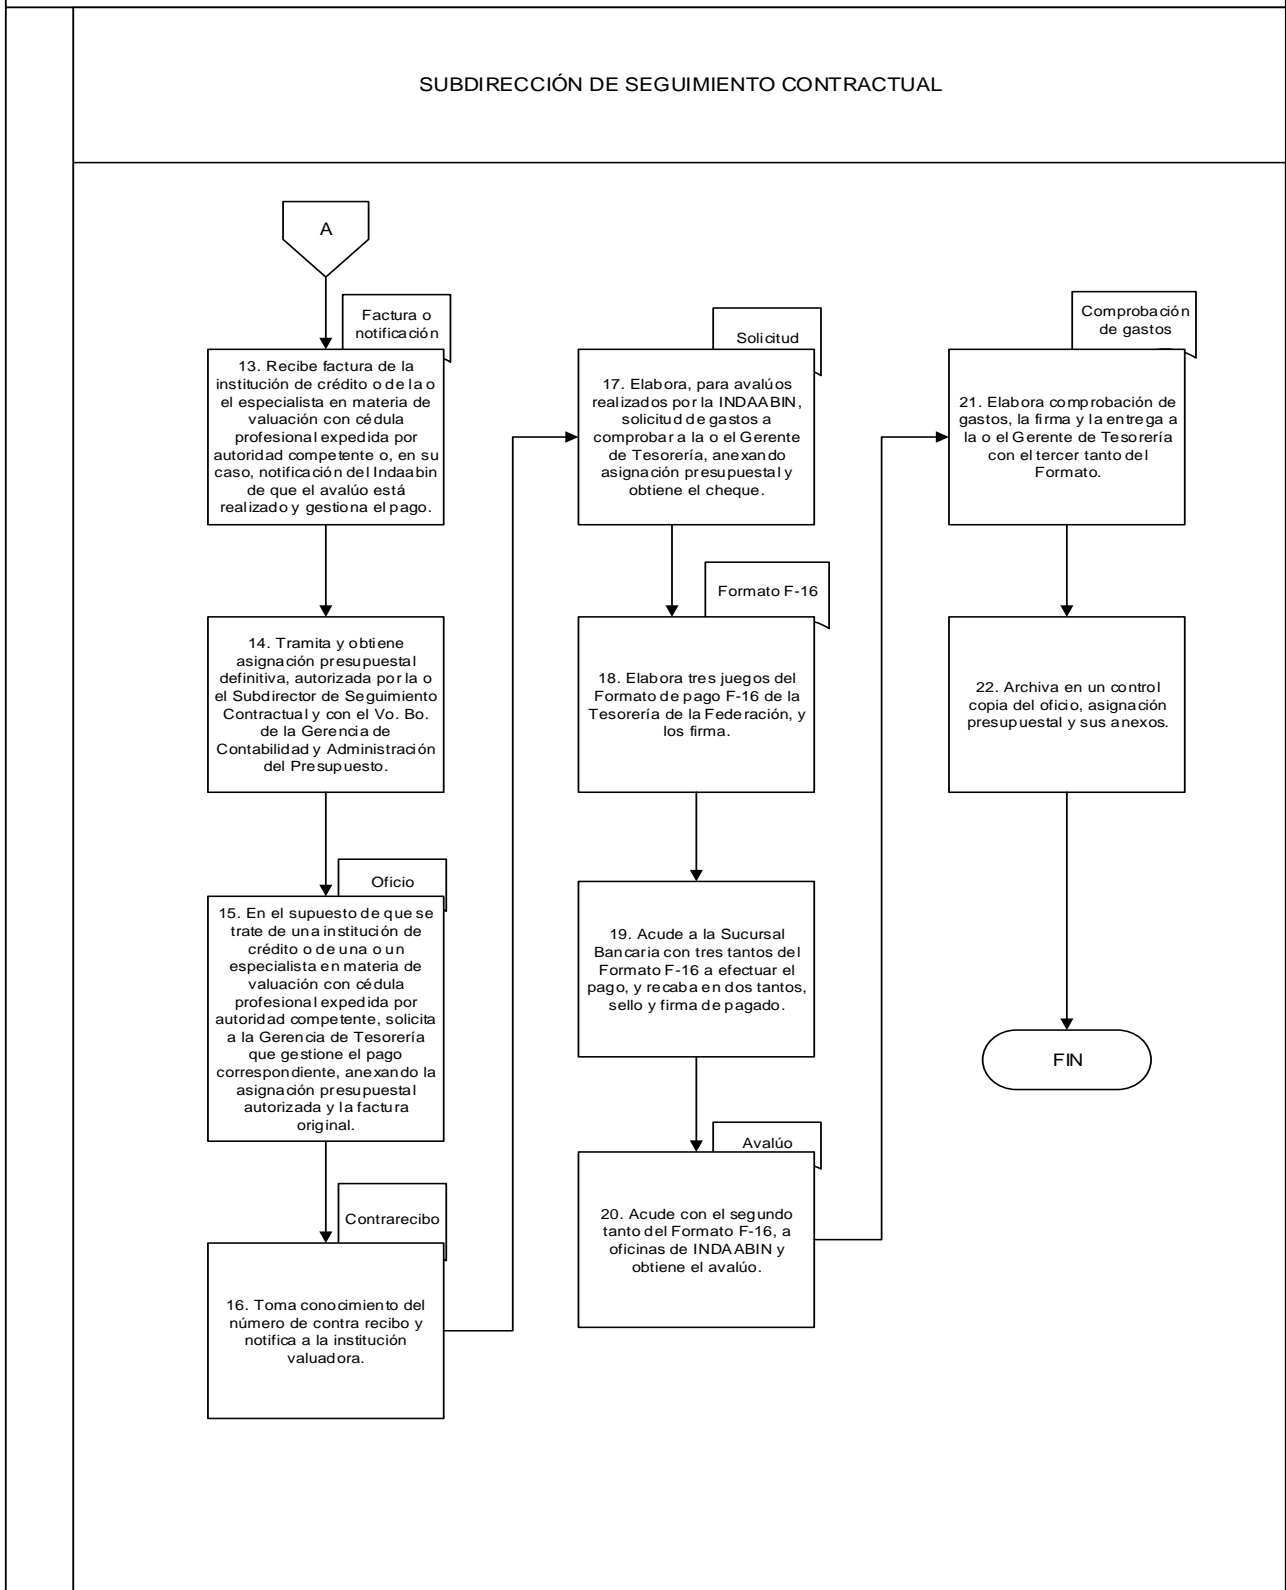 SUBDIRECCIÓN DE SEGUIMIENTO CONTRACTUAL
A
Factura o
notificación
13. Recibe factura de la
institución de crédito o de la o
el especialista en materia de
valuación con cédula
profesional expedida por
autoridad competente o, en su
caso, notificación del Indaabin
de que el avalúo está
realizado y gestiona el pago.
14. Tramita y obtiene
asignación presupuestal
definitiva, autorizada por la o
el Subdirector de Seguimiento
Contractual y con el Vo. Bo.
de la Gerencia de
Contabilidad y Administración
del Presupuesto.
Oficio
15. En el supuesto de que se
trate de una institución de
crédito o de una o un
especialista en materia de
valuación con cédula
profesional expedida por
autoridad competente, solicita
a la Gerencia de Tesorería
que gestione el pago
correspondiente, anexando la
asignación presupuestal
autorizada y la factura
original.
Contrarecibo
16. Toma conocimiento del
número de contra recibo y
notifica a la institución
valuadora.
Solicitud
17. Elabora, para avalúos
realizados por la INDAABIN,
solicitud de gastos a
comprobar a la o el Gerente
de Tesorería, anexando
asignación presupuestal y
obtiene el cheque.
Formato F-16
18. Elabora tres juegos del
Formato de pago F-16 de la
Tesorería de la Federación, y
los firma.
19. Acude a la Sucursal
Bancaria con tres tantos del
Formato F-16 a efectuar el
pago, y recaba en dos tantos,
sello y firma de pagado.
Avalúo
20. Acude con el segundo
tanto del Formato F-16, a
oficinas de INDAABIN y
obtiene el avalúo.
Comprobación
de gastos
21. Elabora comprobación de
gastos, la firma y la entrega a
la o el Gerente de Tesorería
con el tercer tanto del
Formato.
22. Archiva en un control
copia del oficio, asignación
presupuestal y sus anexos.
FIN